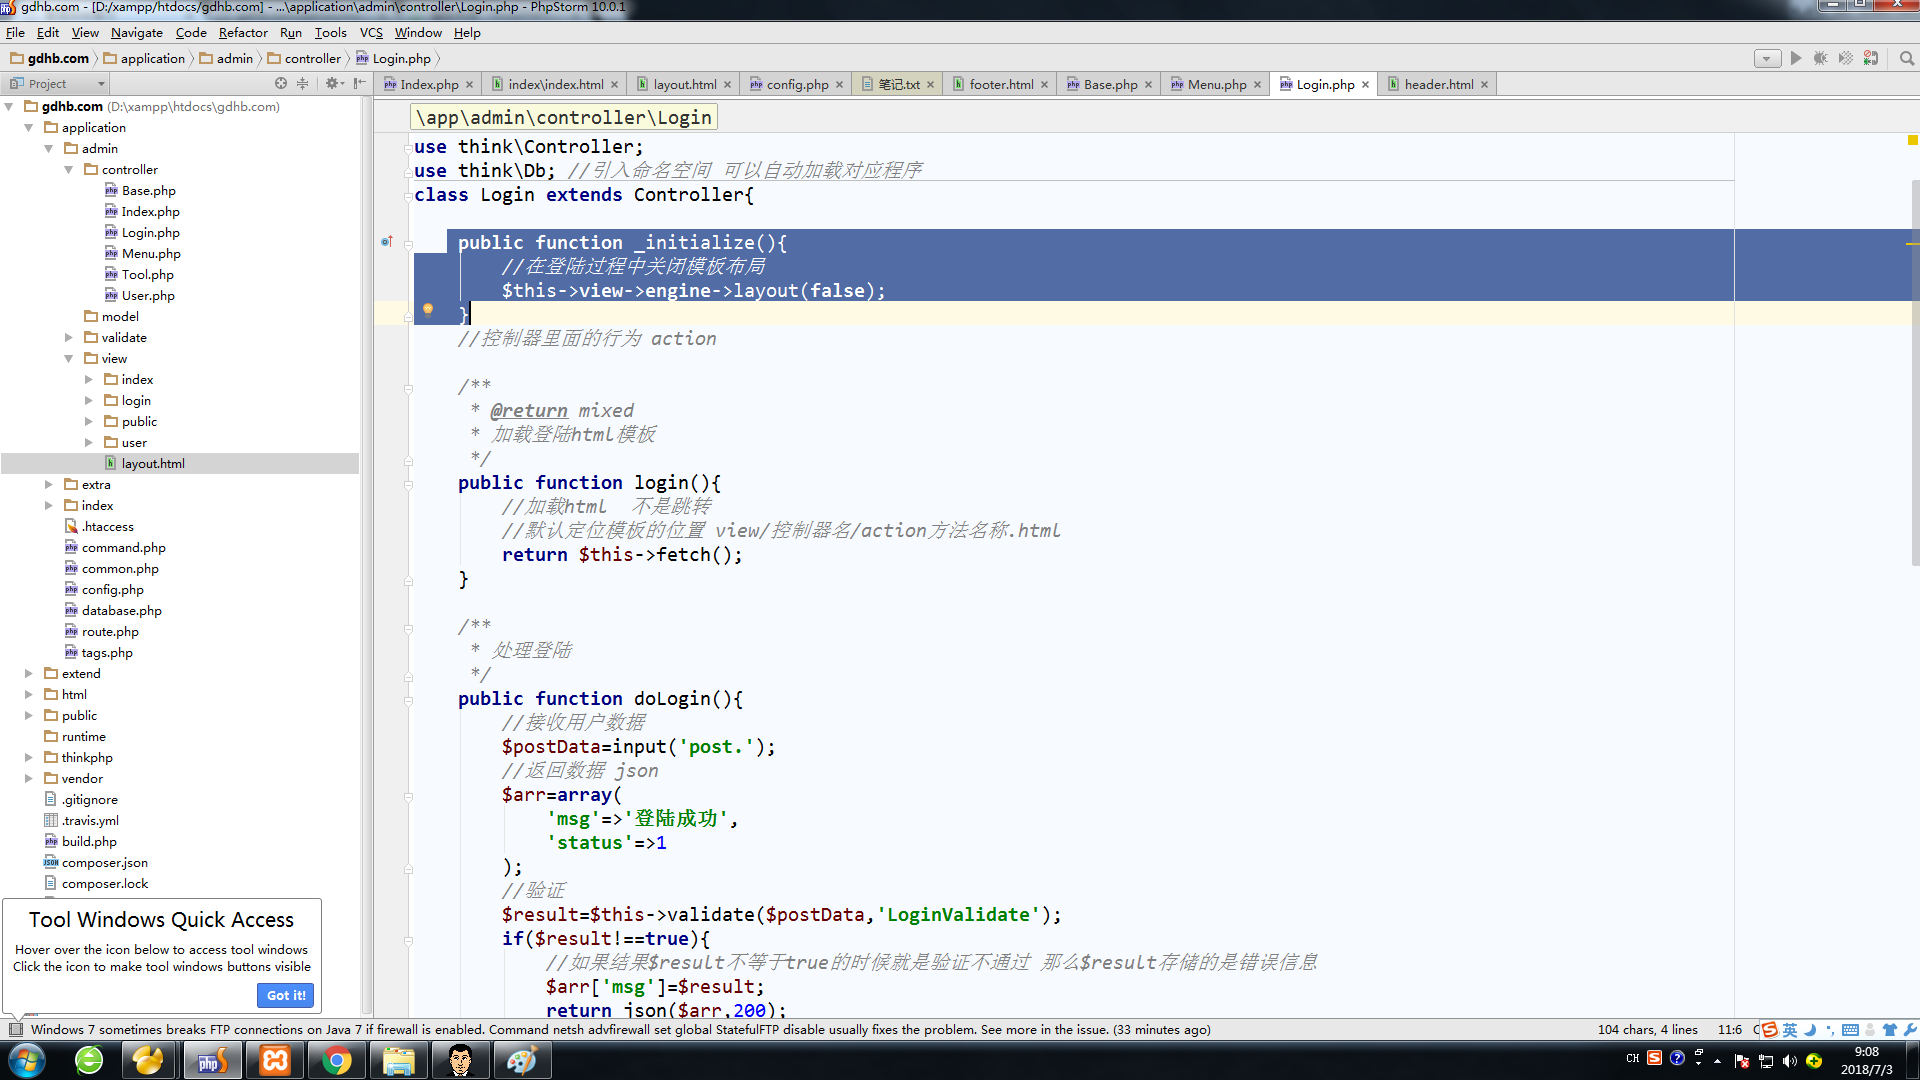 gdhb.com - [D:/xampp/htdocs/gdhb.com] - ...\application\admin\controller\Login.php - PhpStorm 10.0.1
File Edit View Navigate Code Refactor Run Tools VCS Window Help
gdhb.com application admin controller Login.php
Project
Index.php index\index.html layout.html config.php 笔记.txt footer.html Base.php Menu.php Login.php header.html
gdhb.com (D:\xampp\htdocs\gdhb.com)
application
admin
controller
Base.php
Index.php
Login.php
Menu.php
Tool.php
User.php
model
validate
view
index
login
public
user
layout.html
extra
index
.htaccess
command.php
common.php
config.php
database.php
route.php
tags.php
extend
html
public
runtime
thinkphp
vendor
.gitignore
.travis.yml
build.php
composer.json
composer.lock
Tool Windows Quick Access
Hover over the icon below to access tool windows
Click the icon to make tool windows buttons visible
Got it!
\app\admin\controller\Login
use think\Controller;
use think\Db; //引入命名空间 可以自动加载对应程序
class Login extends Controller{
public function _initialize(){
//在登陆过程中关闭模板布局
$this->view->engine->layout(false);
}
//控制器里面的行为 action
/**
* @return mixed
* 加载登陆html模板
*/
public function login(){
//加载html 不是跳转
//默认定位模板的位置 view/控制器名/action方法名称.html
return $this->fetch();
}
/**
* 处理登陆
*/
public function doLogin(){
//接收用户数据
$postData=input('post.');
//返回数据 json
$arr=array(
'msg'=>'登陆成功',
'status'=>1
);
//验证
$result=$this->validate($postData,'LoginValidate');
if($result!==true){
//如果结果$result不等于true的时候就是验证不通过 那么$result存储的是错误信息
$arr['msg']=$result;
return json($arr,200);
Windows 7 sometimes breaks FTP connections on Java 7 if firewall is enabled. Command netsh advfirewall set global StatefulFTP disable usually fixes the problem. See more in the issue. (33 minutes ago)
104 chars, 4 lines 11:6 C 英
CH
9:08
2018/7/3